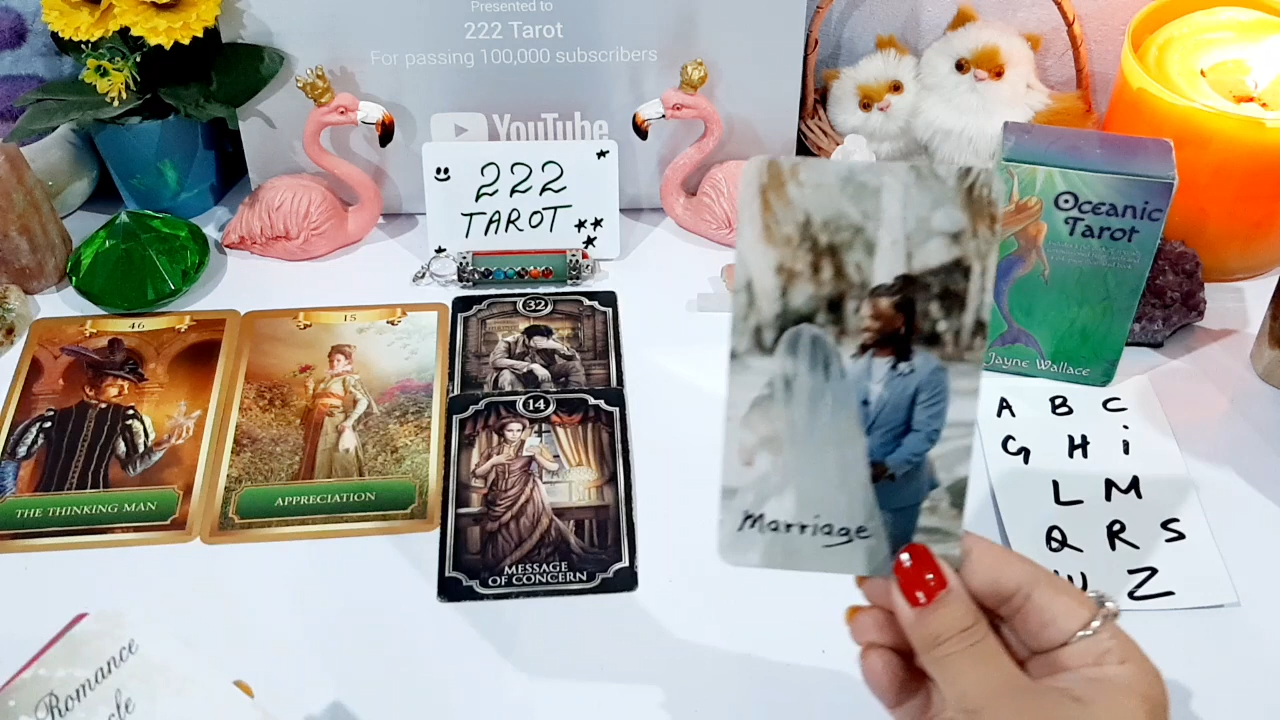 Presented to
222 Tarot
For passing 100,000 subscribers
YouTube
222
TAROT
Oceanic
Tarot
Jayne Wallace
46
THE THINKING MAN
15
APPRECIATION
32
14
MESSAGE
OF CONCERN
Marriage
A B C
G H i
L M
Q R S
Z
Romance